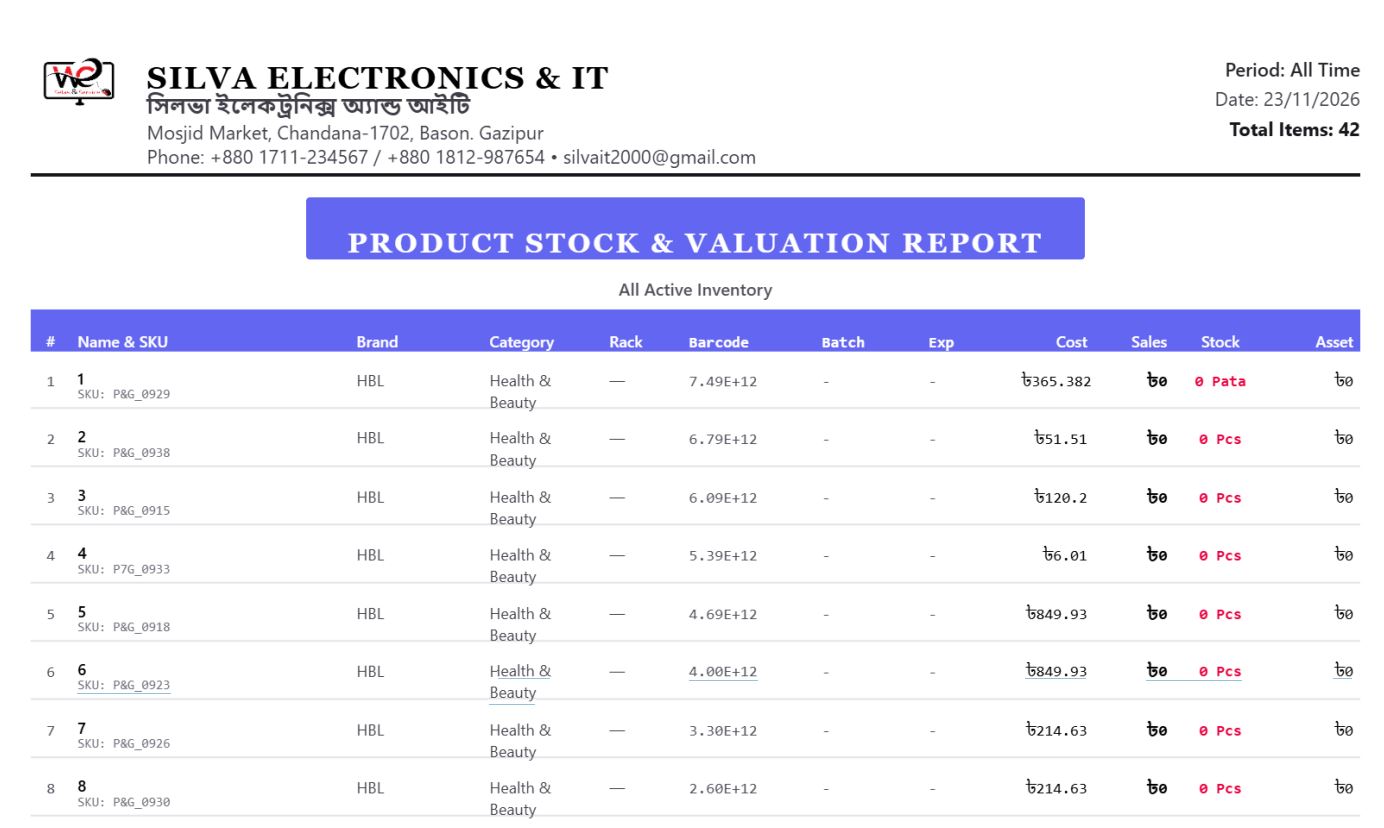 SILVA ELECTRONICS & IT
সিলভা ইলেকট্রনিক্স অ্যান্ড আইটি
Mosjid Market, Chandana-1702, Bason. Gazipur
Phone: +880 1711-234567 / +880 1812-987654 • silvait2000@gmail.com
Period: All Time
Date: 23/11/2026
Total Items: 42
PRODUCT STOCK & VALUATION REPORT
All Active Inventory
# Name & SKU Brand Category Rack Barcode Batch Exp Cost Sales Stock Asset
1 1 HBL Health & — 7.49E+12 - - ৳365.382 ৳0 0 Pata ৳0
SKU: P&G_0929 Beauty
2 2 HBL Health & — 6.79E+12 - - ৳51.51 ৳0 0 Pcs ৳0
SKU: P&G_0938 Beauty
3 3 HBL Health & — 6.09E+12 - - ৳120.2 ৳0 0 Pcs ৳0
SKU: P&G_0915 Beauty
4 4 HBL Health & — 5.39E+12 - - ৳6.01 ৳0 0 Pcs ৳0
SKU: P7G_0933 Beauty
5 5 HBL Health & — 4.69E+12 - - ৳849.93 ৳0 0 Pcs ৳0
SKU: P&G_0918 Beauty
6 6 HBL Health & — 4.00E+12 - - ৳849.93 ৳0 0 Pcs ৳0
SKU: P&G_0923 Beauty
7 7 HBL Health & — 3.30E+12 - - ৳214.63 ৳0 0 Pcs ৳0
SKU: P&G_0926 Beauty
8 8 HBL Health & — 2.60E+12 - - ৳214.63 ৳0 0 Pcs ৳0
SKU: P&G_0930 Beauty